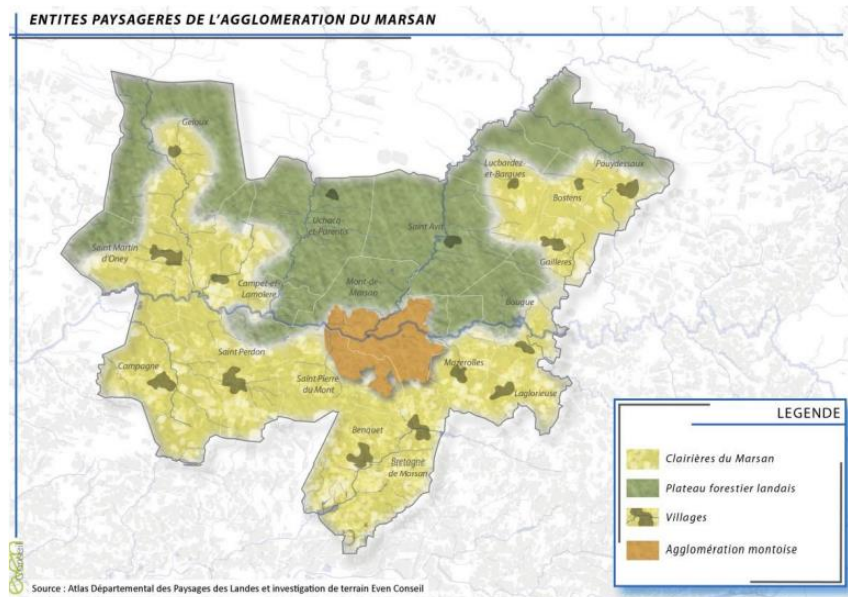 ENTITES PAYSAGERES DE L'AGGLOMERATION DU MARSAN
Geloux
Luchardez
et-Bargues
Pouydessaux
Bostens
Uchacq
et-Parentis
Saint Avit
Saint Martin
d'Oney
Gaillères
Campet-et-
Lamolère
Mont-de-
Marsan
Bougue
Saint Perdon
Campagne
Mazerolles
Saint Pierre
du Mont
Laglorieuse
Benquet
Bretagne
de Marsan
LEGENDE
Clairières du Marsan
Plateau forestier landais
Villages
Agglomération montoise
Source : Atlas Départemental des Paysages des Landes et investigation de terrain Even Conseil